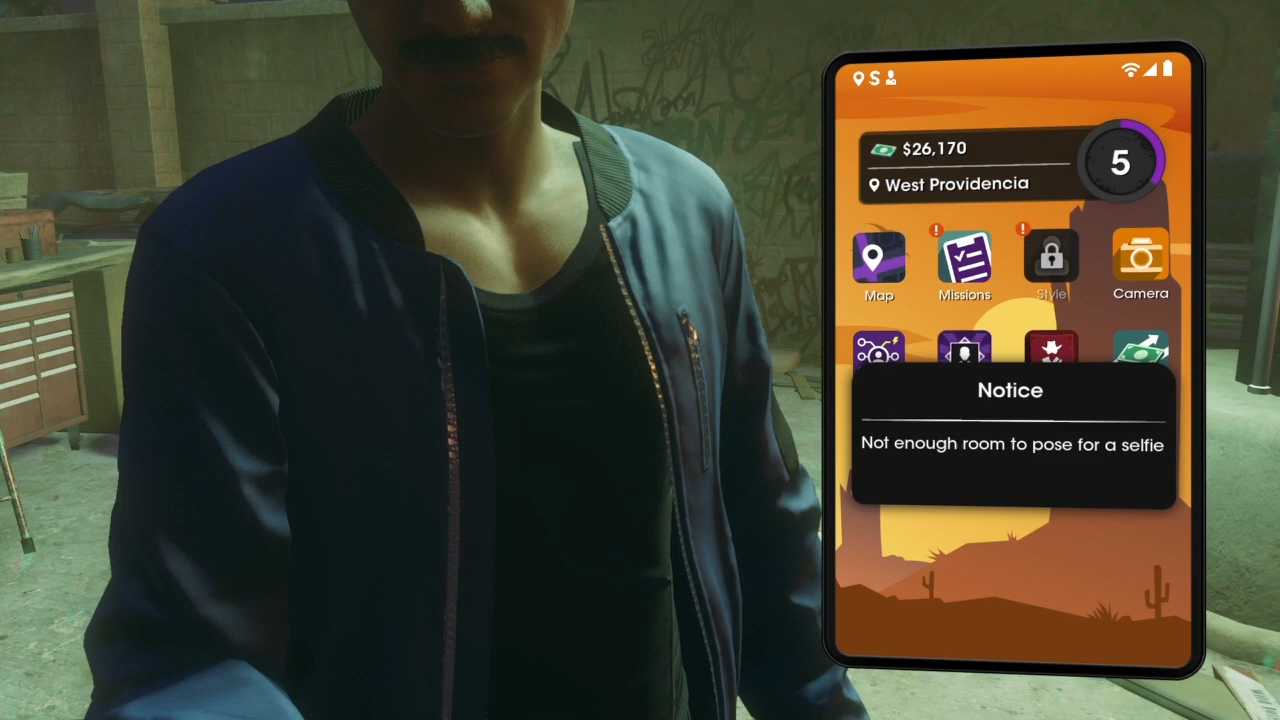 S
$26,170
5
West Providencia
!
!
Map
Missions
Style
Camera
Notice
Not enough room to pose for a selfie